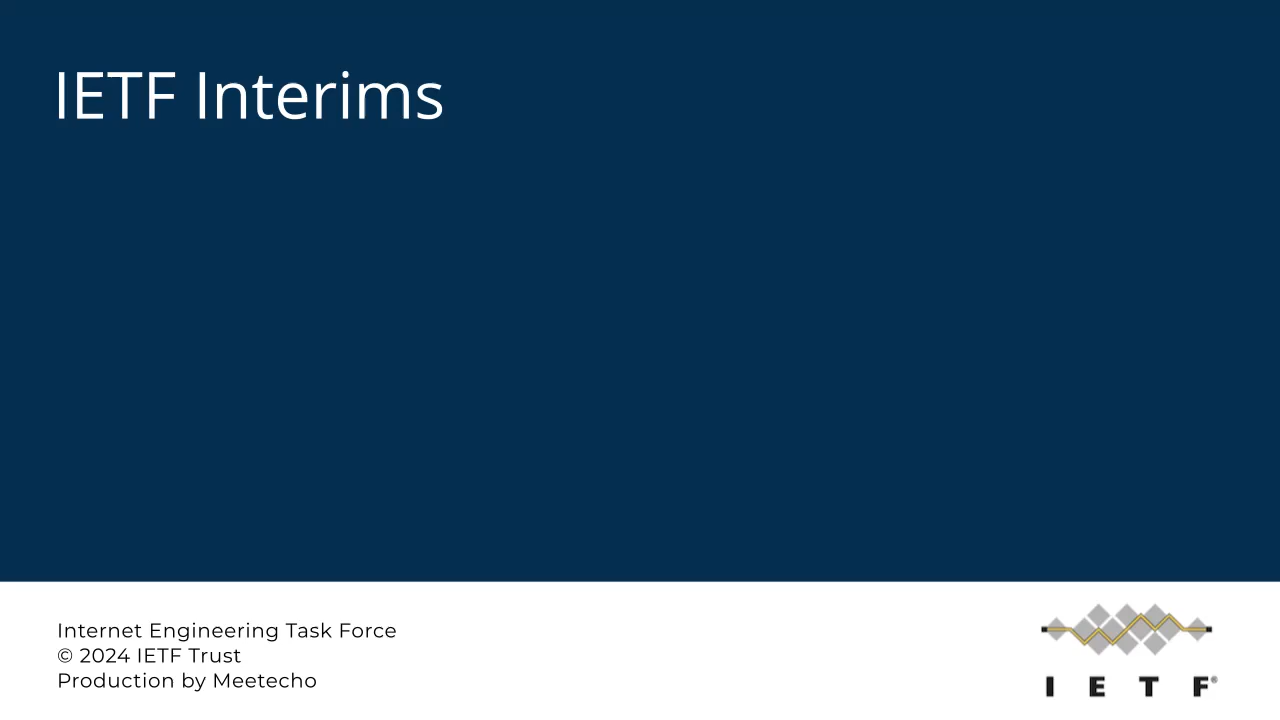 IETF Interims
Internet Engineering Task Force
© 2024 IETF Trust
Production by Meetecho
I E T F®